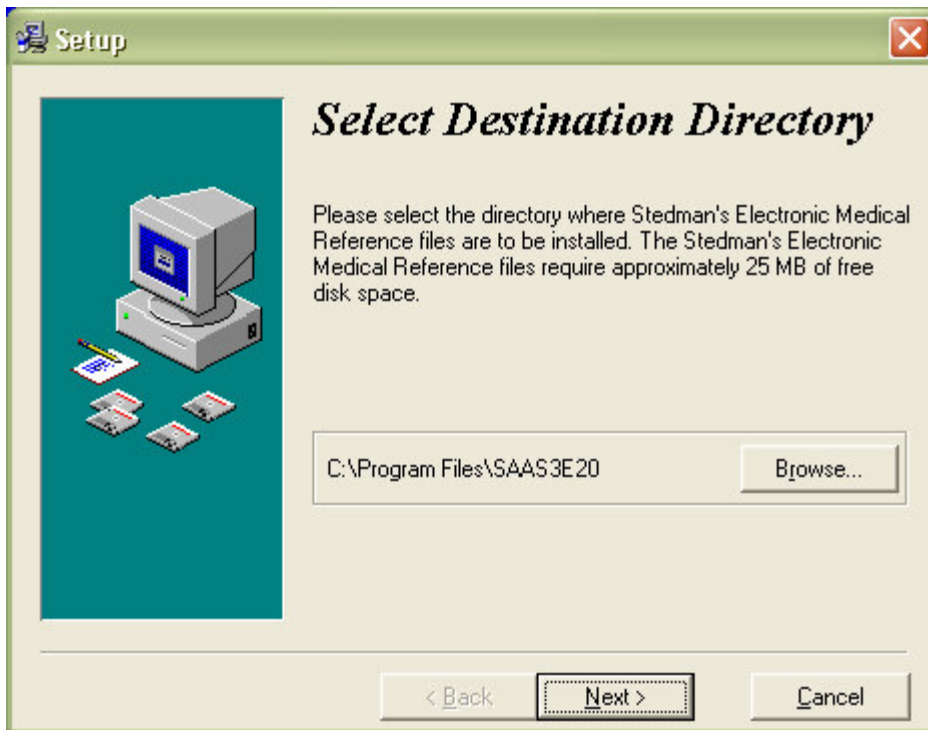 Setup
Select Destination Directory
Please select the directory where Stedman's Electronic Medical
Reference files are to be installed. The Stedman's Electronic
Medical Reference files require approximately 25 MB of free
disk space.
C:\Program Files\SAAS3E20
Browse...
< Back
Next >
Cancel